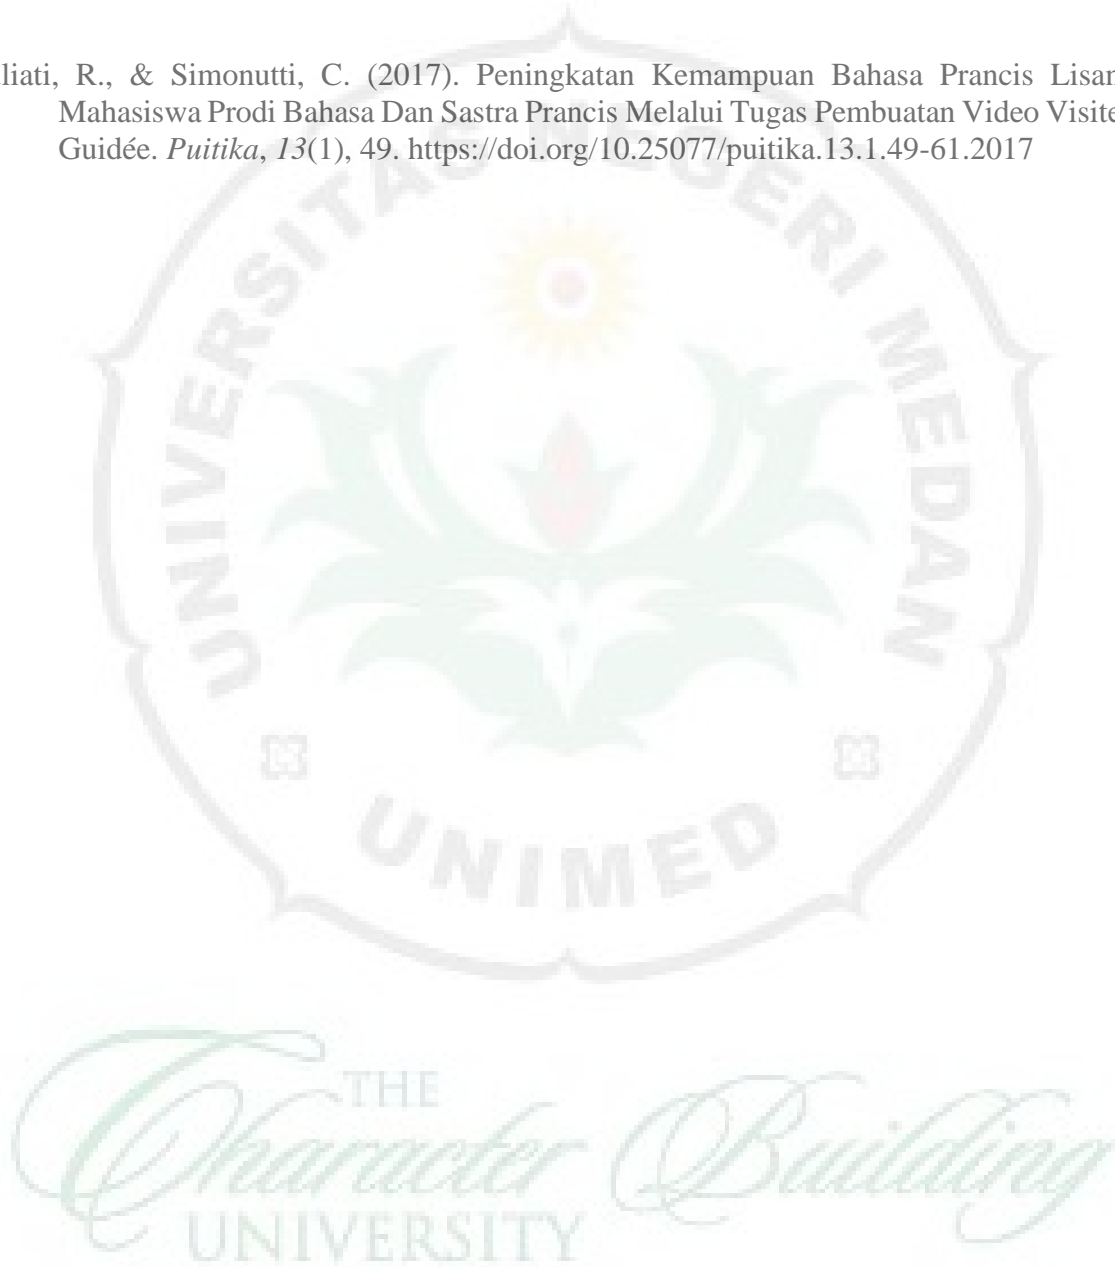 liati, R., & Simonutti, C. (2017). Peningkatan Kemampuan Bahasa Prancis Lisan
Mahasiswa Prodi Bahasa Dan Sastra Prancis Melalui Tugas Pembuatan Video Visite
Guidée. Puitika, 13(1), 49. https://doi.org/10.25077/puitika.13.1.49-61.2017
UNIVERSITAS NEGERI MEDAN
UNIMED
THE
Character Building
UNIVERSITY